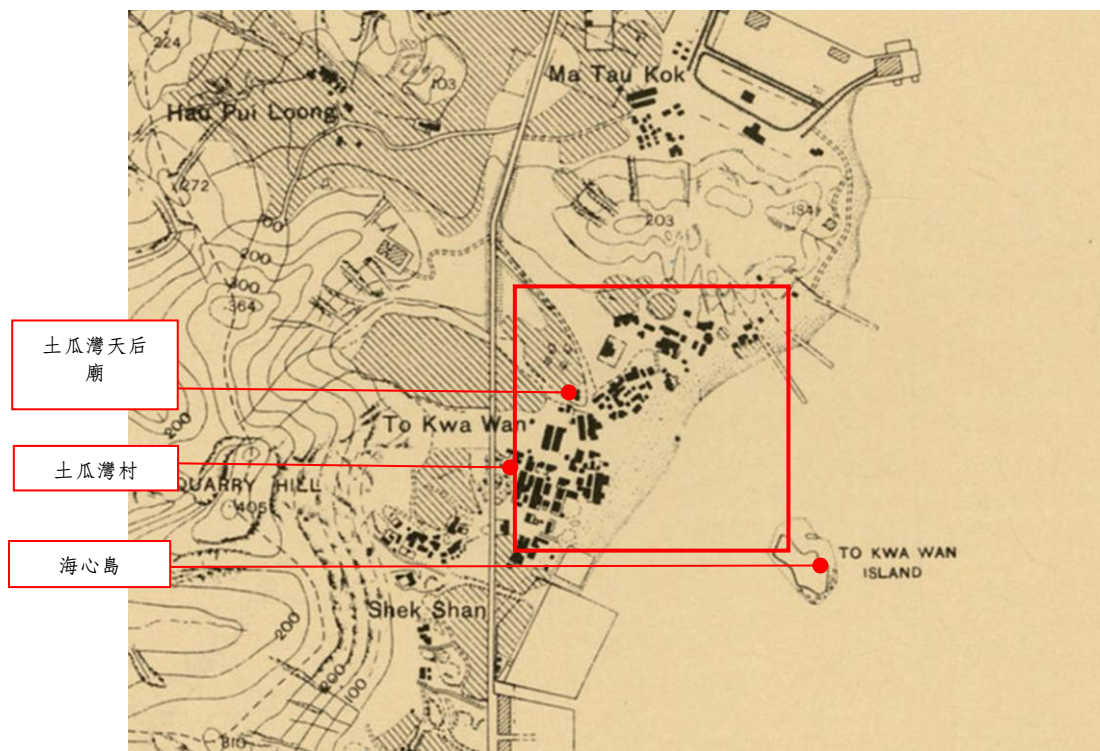 224
103
Ma Tau Kok
Hau Pui Loong
272
203
184
100
200
200
300
364
土瓜灣天后
廟
200
To Kwa Wan
土瓜灣村
QUARRY HILL
405
海心島
TO KWA WAN
ISLAND
Shek Shan
200
200
100
310